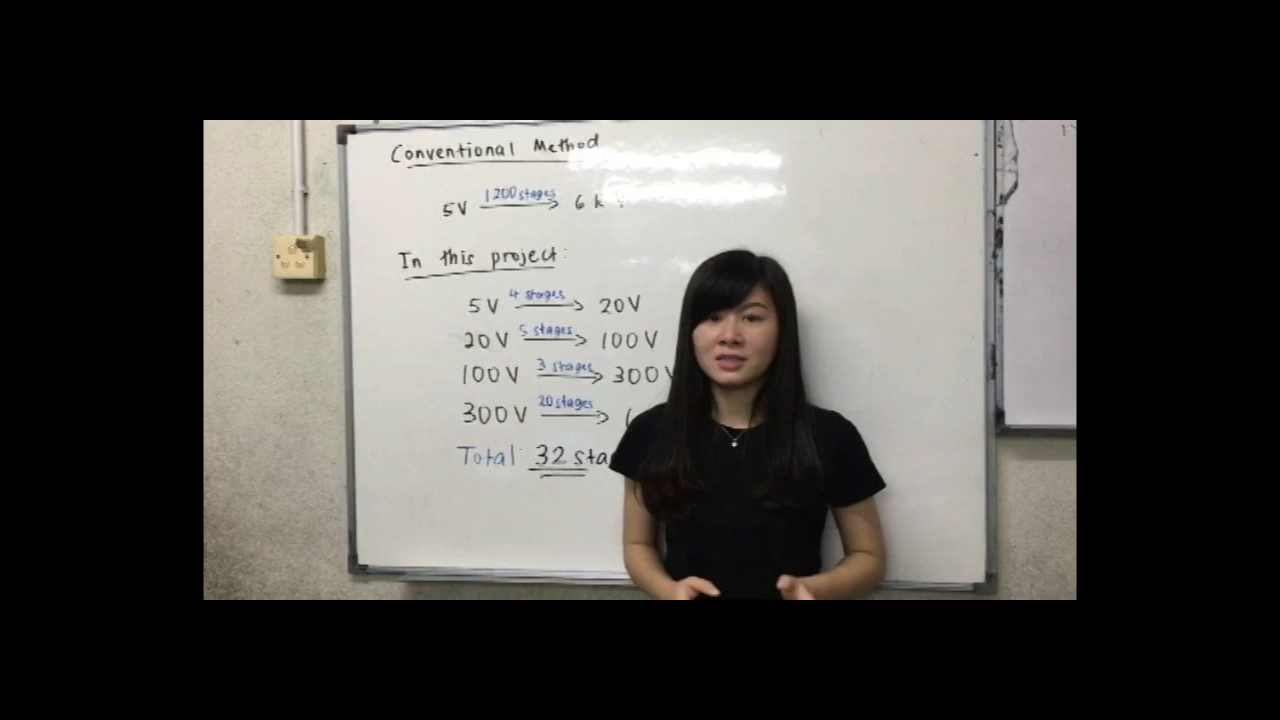 Conventional Method
5V 1200 stages 6 k V
In this project:
5V 4 stages 20V
20V 5 stages 100V
100V 3 stages 300V
300V 20 stages
Total: 32